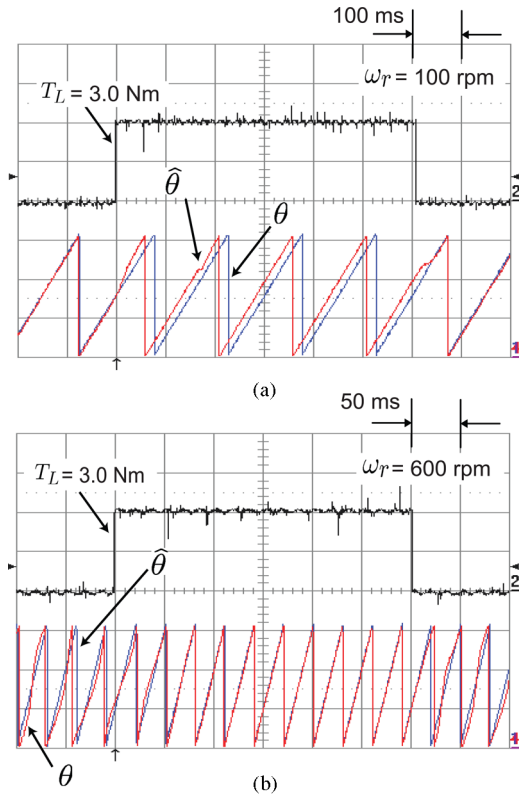 100 ms
ω_r = 100 rpm
T_L = 3.0 Nm
θ̂
θ
2
1
(a)
50 ms
ω_r = 600 rpm
T_L = 3.0 Nm
θ̂
2
1
θ
(b)